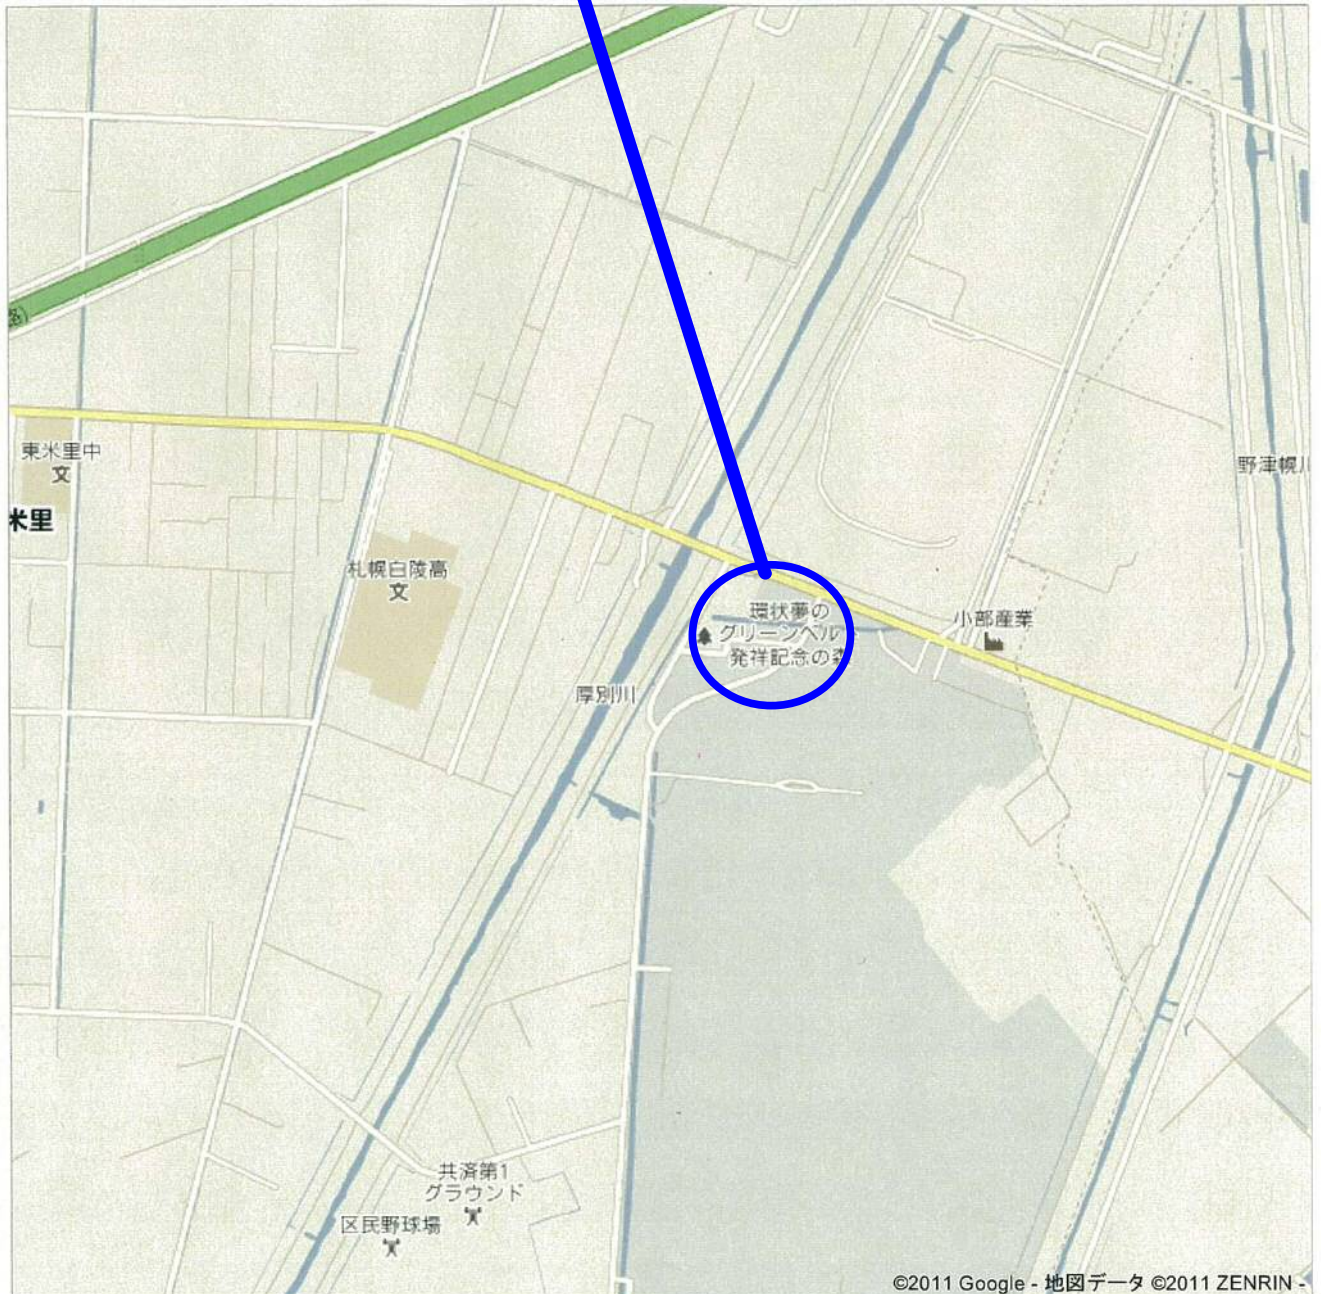 路)
東米里中
文
米里
札幌白陵高
文
野津幌川
環状夢の
グリーンベル
発祥記念の森
小部産業
厚別川
共済第1
グラウンド
区民野球場
©2011 Google - 地図データ ©2011 ZENRIN -